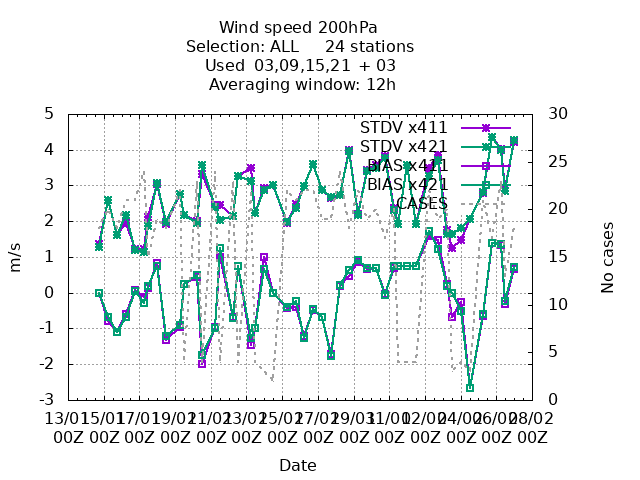 Wind speed 200hPa
Selection: ALL 24 stations
Used 03,09,15,21 + 03
Averaging window: 12h
5
4
3
2
1
0
-1
-2
-3
m/s
30
25
20
15
10
5
0
No cases
STDV x411
STDV x421
BIAS x411
BIAS x421
CASES
13/01 15/01 17/01 19/01 21/01 23/01 25/01 27/01 29/01 31/01 02/02 24/02 26/02 28/02
00Z 00Z 00Z 00Z 00Z 00Z 00Z 00Z 00Z 00Z 00Z 00Z 00Z 00Z
Date